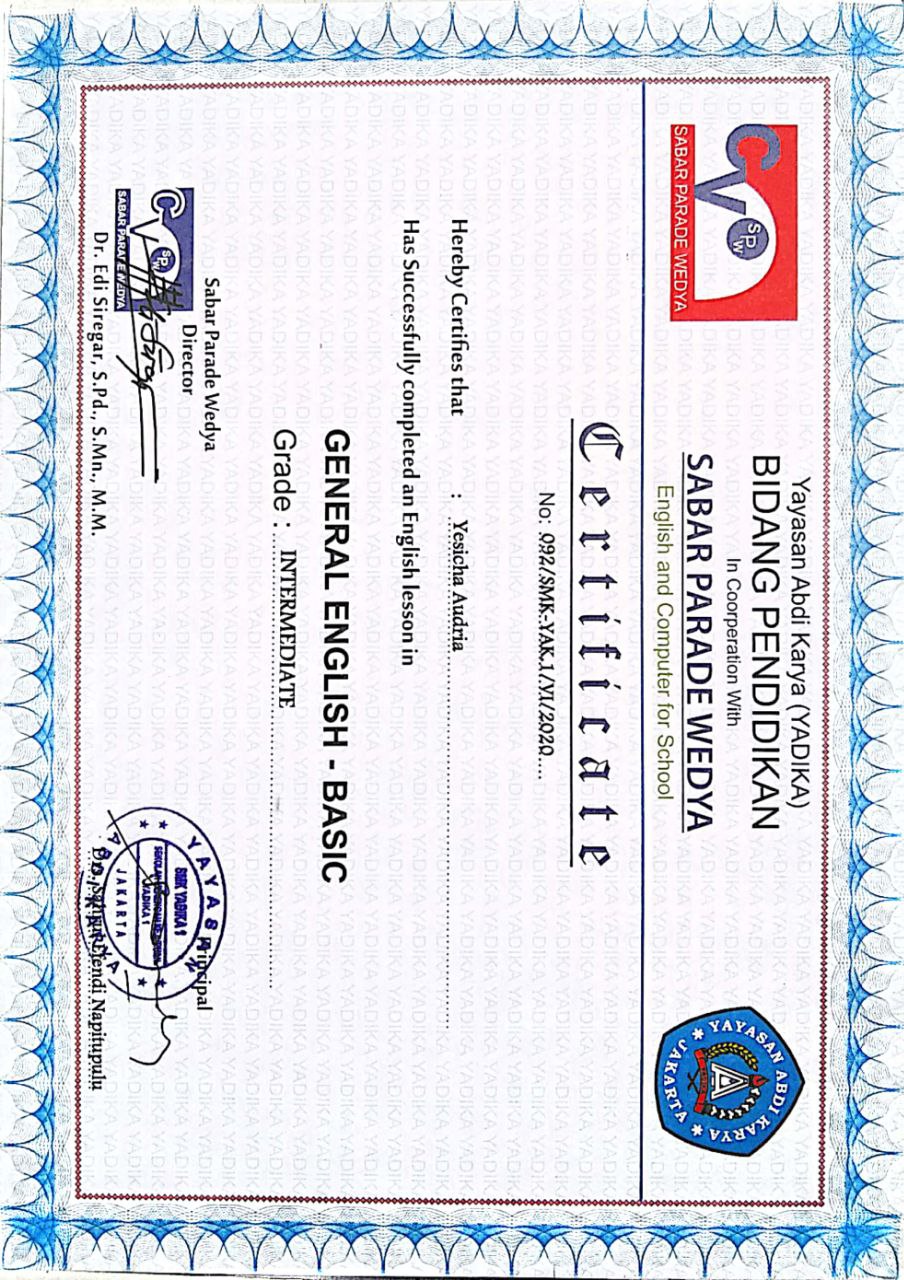 CV SPW
SABAR PARADE WEDYA
Yayasan Abdi Karya (YADIKA)
BIDANG PENDIDIKAN
In Coorperation With
SABAR PARADE WEDYA
English and Computer for School
YAYASAN ABDI KARYA
JAKARTA
Certificate
No: 092/SMK-YAK.1/VI/2020....
Hereby Certifies that : Yesicha Audria
Has Successfully completed an English lesson in
GENERAL ENGLISH - BASIC
Grade : INTERMEDIATE
Sabar Parade Wedya
Director
CV SPW
SABAR PARADE WEDYA
Dr. Edi Siregar, S.Pd., S.Mn., M.M.
Principal
YAYASAN
SMK YADIKA 1
SEKOLAH
YADIKA 1
JAKARTA
ABDI KARYA
Drs. Efendi Napitupulu